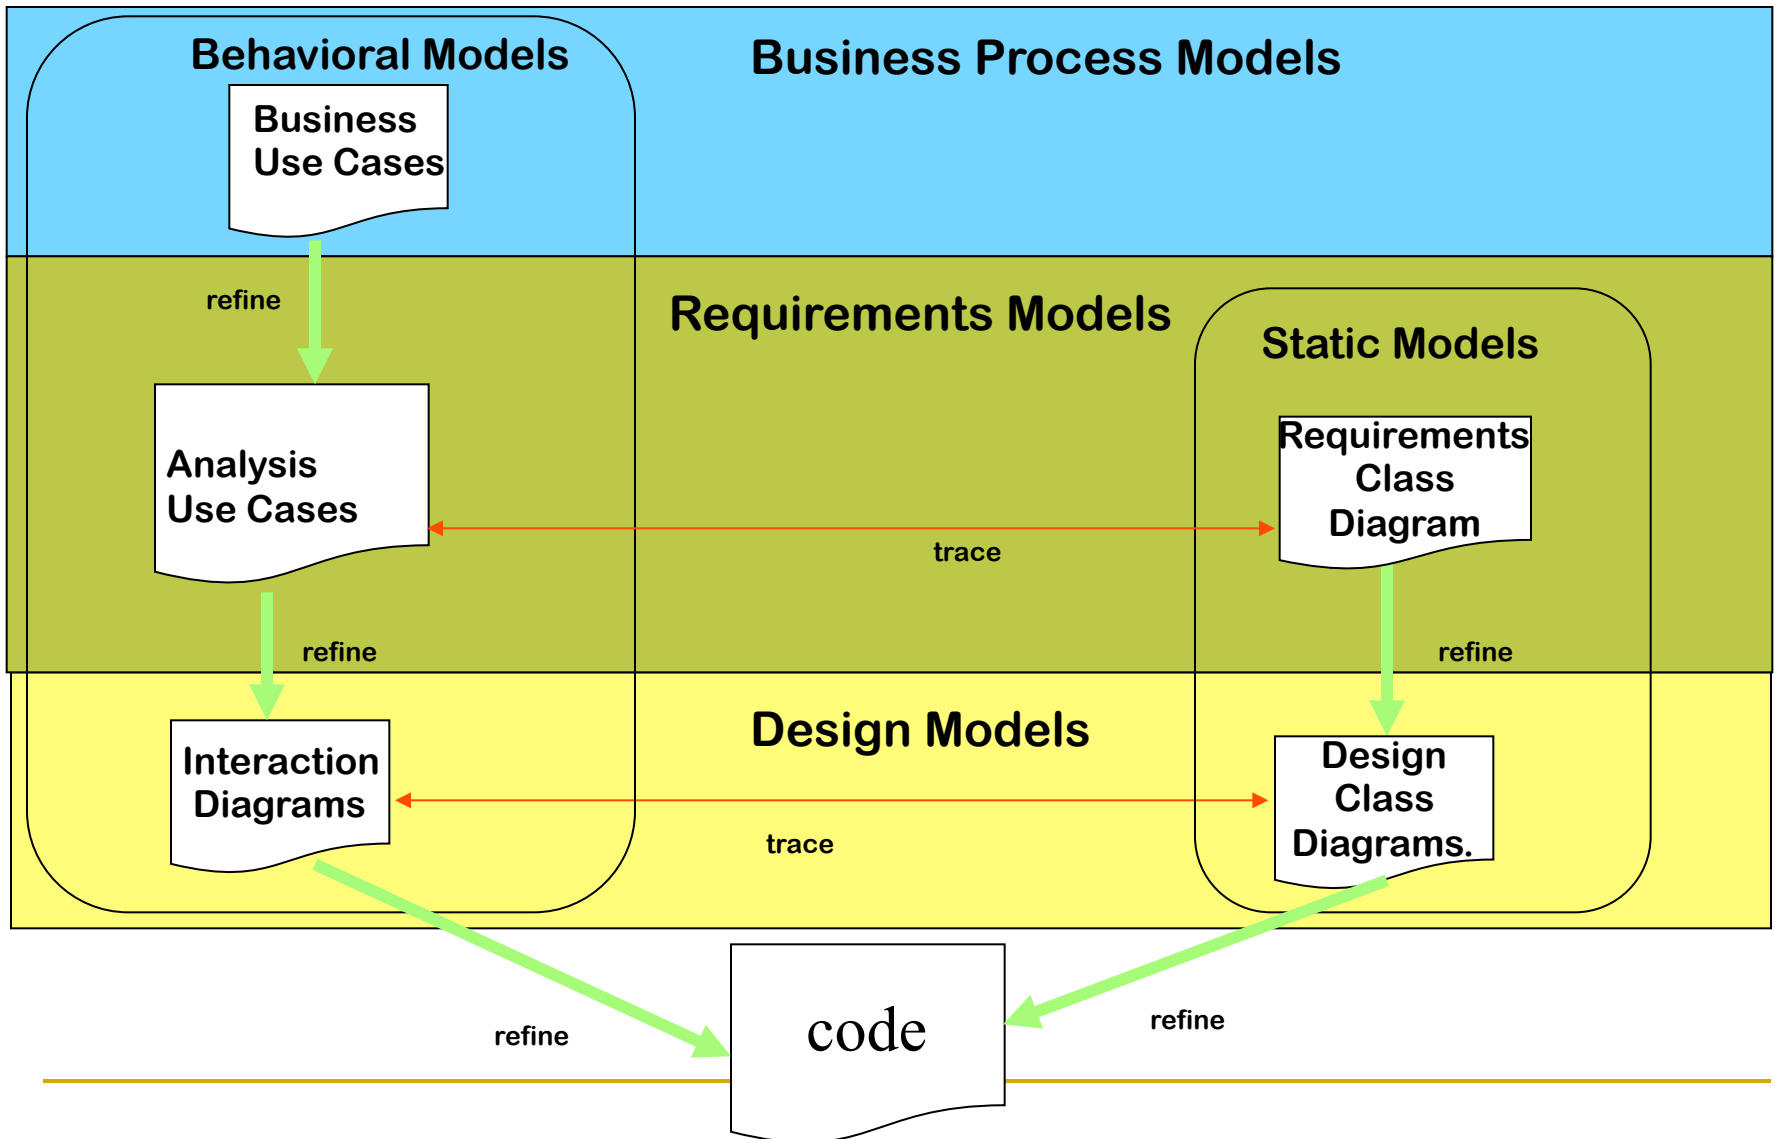 Behavioral Models
Business Process Models
Business
Use Cases
refine
Requirements Models
Static Models
Analysis
Use Cases
Requirements
Class
Diagram
trace
refine
refine
Design Models
Interaction
Diagrams
Design
Class
Diagrams.
trace
code
refine
refine